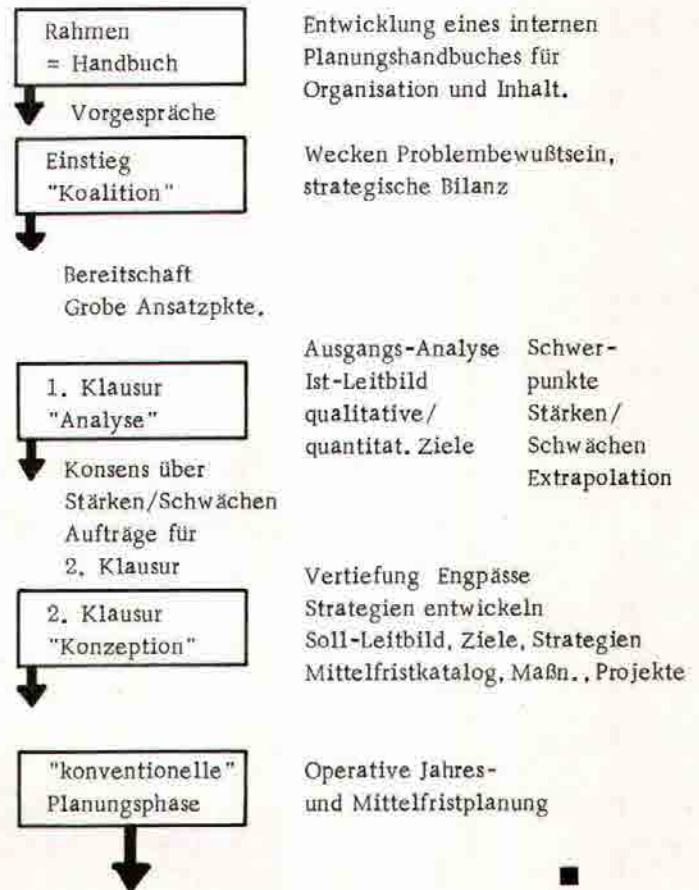 Rahmen
= Handbuch
Entwicklung eines internen
Planungshandbuches für
Organisation und Inhalt.
Vorgespräche
Einstieg
"Koalition"
Wecken Problembewußtsein,
strategische Bilanz
Bereitschaft
Grobe Ansatzpkte.
1. Klausur
"Analyse"
Ausgangs-Analyse
Ist-Leitbild
qualitative/
quantitat. Ziele
Schwer-
punkte
Stärken/
Schwächen
Extrapolation
Konsens über
Stärken/Schwächen
Aufträge für
2. Klausur
2. Klausur
"Konzeption"
Vertiefung Engpässe
Strategien entwickeln
Soll-Leitbild, Ziele, Strategien
Mittelfristkatalog, Maßn., Projekte
"konventionelle"
Planungsphase
Operative Jahres-
und Mittelfristplanung